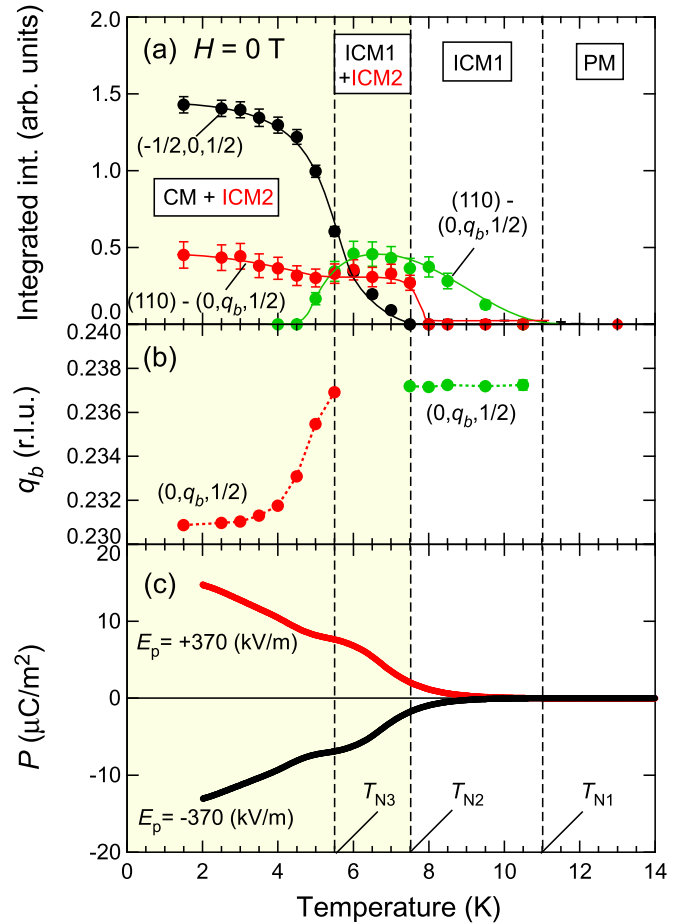 (a) H = 0 T
ICM1
+ICM2
ICM1
PM
2.0
1.5
1.0
0.5
0.0
Integrated int. (arb. units)
(-1/2,0,1/2)
CM + ICM2
(110) -
(0,qb,1/2)
(110) - (0,qb,1/2)
(b)
0.240
0.238
0.236
0.234
0.232
0.230
qb (r.l.u.)
(0,qb,1/2)
(0,qb,1/2)
(c)
20
10
0
-10
-20
P (μC/m²)
Ep= +370 (kV/m)
Ep= -370 (kV/m)
TN3
TN2
TN1
0 2 4 6 8 10 12 14
Temperature (K)